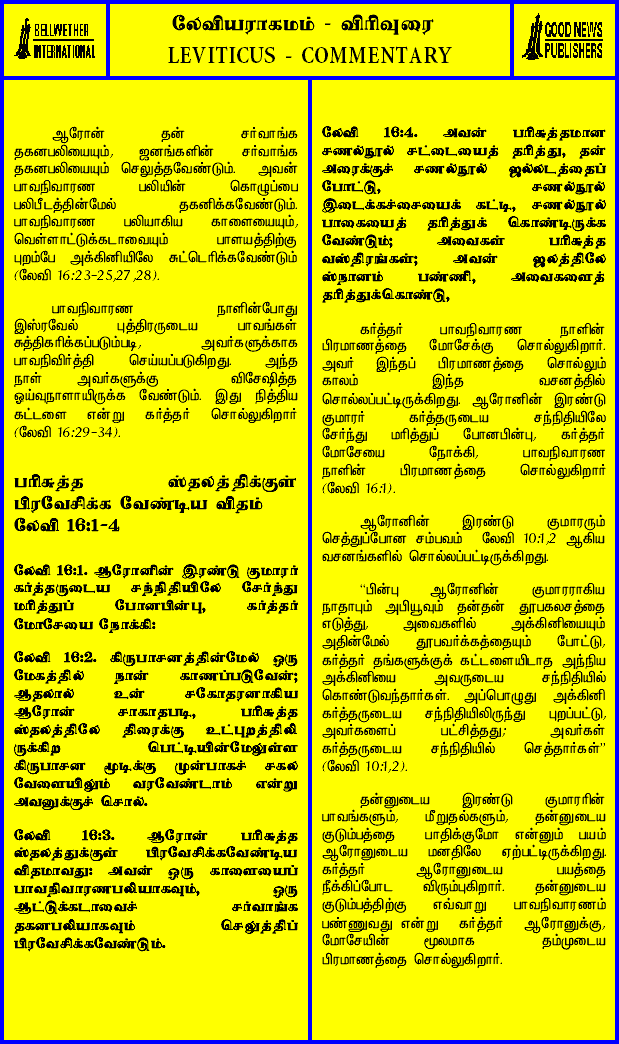 BELLWETHER
INTERNATIONAL
லேவியராகமம் - விரிவுரை
LEVITICUS - COMMENTARY
GOOD NEWS
PUBLISHERS
ஆரோன் தன் சர்வாங்க
தகனபலியையும், ஜனங்களின் சர்வாங்க
தகனபலியையும் செலுத்தவேண்டும். அவன்
பாவநிவாரண பலியின் கொழுப்பை
பலிபீடத்தின்மேல் தகனிக்கவேண்டும்.
பாவநிவாரண பலியாகிய காளையையும்,
வெள்ளாட்டுக்கடாவையும் பாளயத்திற்கு
புறம்பே அக்கினியிலே சுட்டெரிக்கவேண்டும்
(லேவி 16:23-25,27,28).
பாவநிவாரண நாளின்போது
இஸ்ரவேல் புத்திரருடைய பாவங்கள்
சுத்திகரிக்கப்படும்படி, அவர்களுக்காக
பாவநிவிர்த்தி செய்யப்படுகிறது. அந்த
நாள் அவர்களுக்கு விசேஷித்த
ஓய்வுநாளாயிருக்க வேண்டும். இது நித்திய
கட்டளை என்று கர்த்தர் சொல்லுகிறார்
(லேவி 16:29-34).
பரிசுத்த ஸ்தலத்திக்குள்
பிரவேசிக்க வேண்டிய விதம்
லேவி 16:1-4
லேவி 16:1. ஆரோனின் இரண்டு குமாரர்
கர்த்தருடைய சந்நிதியிலே சேர்ந்து
மரித்துப் போனபின்பு, கர்த்தர்
மோசேயை நோக்கி:
லேவி 16:2. கிருபாசனத்தின்மேல் ஒரு
மேகத்தில் நான் காணப்படுவேன்;
ஆதலால் உன் சகோதரனாகிய
ஆரோன் சாகாதபடி, பரிசுத்த
ஸ்தலத்திலே திரைக்கு உட்புறத்திலி
ருக்கிற பெட்டியின்மேலுள்ள
கிருபாசன மூடிக்கு முன்பாகச் சகல
வேளையிலும் வரவேண்டாம் என்று
அவனுக்குச் சொல்.
லேவி 16:3. ஆரோன் பரிசுத்த
ஸ்தலத்துக்குள் பிரவேசிக்கவேண்டிய
விதமாவது: அவன் ஒரு காளையைப்
பாவநிவாரணபலியாகவும், ஒரு
ஆட்டுக்கடாவைச் சர்வாங்க
தகனபலியாகவும் செலுத்திப்
பிரவேசிக்கவேண்டும்.
லேவி 16:4. அவன் பரிசுத்தமான
சணல்நூல் சட்டையைத் தரித்து, தன்
அரைக்குச் சணல்நூல் ஜல்லடத்தைப்
போட்டு, சணல்நூல்
இடைக்கச்சையைக் கட்டி, சணல்நூல்
பாகையைத் தரித்துக் கொண்டிருக்க
வேண்டும்; அவைகள் பரிசுத்த
வஸ்திரங்கள்; அவன் ஜலத்திலே
ஸ்நானம் பண்ணி, அவைகளைத்
தரித்துக்கொண்டு,
கர்த்தர் பாவநிவாரண நாளின்
பிரமாணத்தை மோசேக்கு சொல்லுகிறார்.
அவர் இந்தப் பிரமாணத்தை சொல்லும்
காலம் இந்த வசனத்தில்
சொல்லப்பட்டிருக்கிறது. ஆரோனின் இரண்டு
குமாரர் கர்த்தருடைய சந்நிதியிலே
சேர்ந்து மரித்துப் போனபின்பு, கர்த்தர்
மோசேயை நோக்கி, பாவநிவாரண
நாளின் பிரமாணத்தை சொல்லுகிறார்
(லேவி 16:1).
ஆரோனின் இரண்டு குமாரரும்
செத்துப்போன சம்பவம் லேவி 10:1,2 ஆகிய
வசனங்களில் சொல்லப்பட்டிருக்கிறது.
“பின்பு ஆரோனின் குமாரராகிய
நாதாபும் அபியூவும் தன்தன் தூபகலசத்தை
எடுத்து, அவைகளில் அக்கினியையும்
அதின்மேல் தூபவர்க்கத்தையும் போட்டு,
கர்த்தர் தங்களுக்குக் கட்டளையிடாத அந்நிய
அக்கினியை அவருடைய சந்நிதியில்
கொண்டுவந்தார்கள். அப்பொழுது அக்கினி
கர்த்தருடைய சந்நிதியிலிருந்து புறப்பட்டு,
அவர்களைப் பட்சித்தது; அவர்கள்
கர்த்தருடைய சந்நிதியில் செத்தார்கள்”
(லேவி 10:1,2).
தன்னுடைய இரண்டு குமாரரின்
பாவங்களும், மீறுதல்களும், தன்னுடைய
குடும்பத்தை பாதிக்குமோ என்னும் பயம்
ஆரோனுடைய மனதிலே ஏற்பட்டிருக்கிறது.
கர்த்தர் ஆரோனுடைய பயத்தை
நீக்கிப்போட விரும்புகிறார். தன்னுடைய
குடும்பத்திற்கு எவ்வாறு பாவநிவாரணம்
பண்ணுவது என்று கர்த்தர் ஆரோனுக்கு,
மோசேயின் மூலமாக தம்முடைய
பிரமாணத்தை சொல்லுகிறார்.